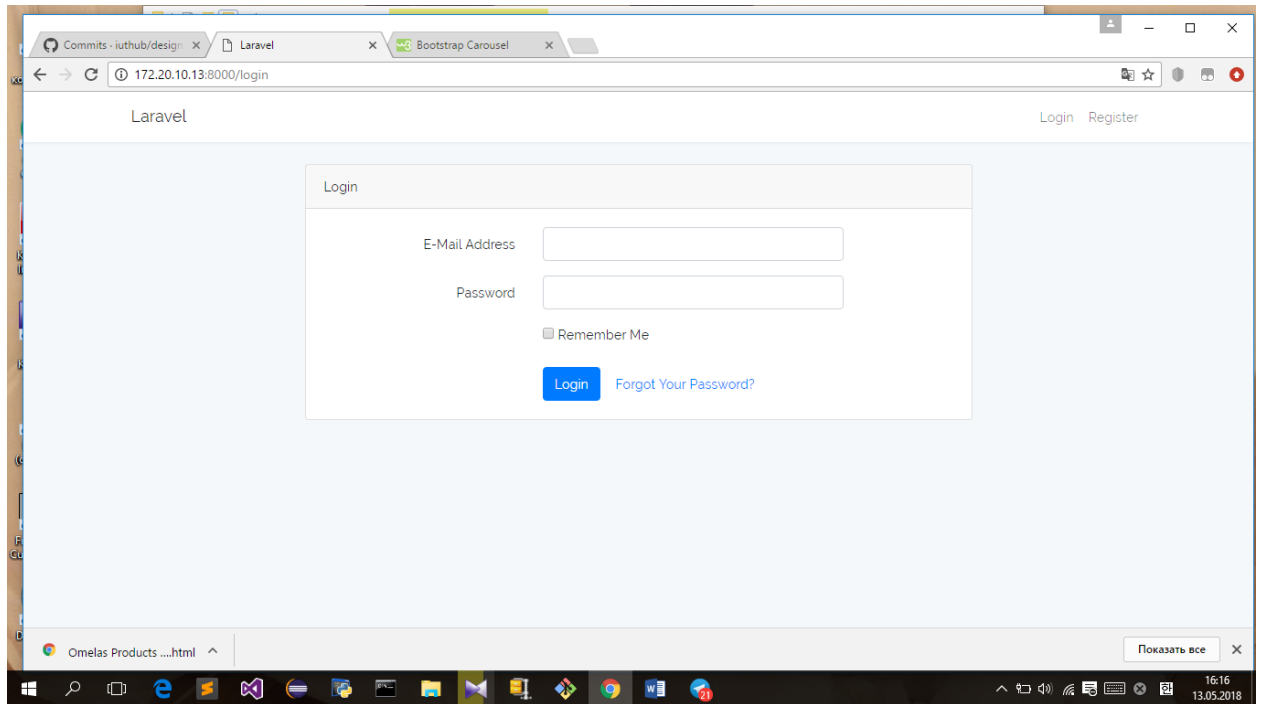 Commits · iuthub/design
Laravel
Bootstrap Carousel
172.20.10.13:8000/login
Laravel
Login Register
Login
E-Mail Address
Password
Remember Me
Login Forgot Your Password?
Omelas Products ....html
Показать все
21
16:16
13.05.2018